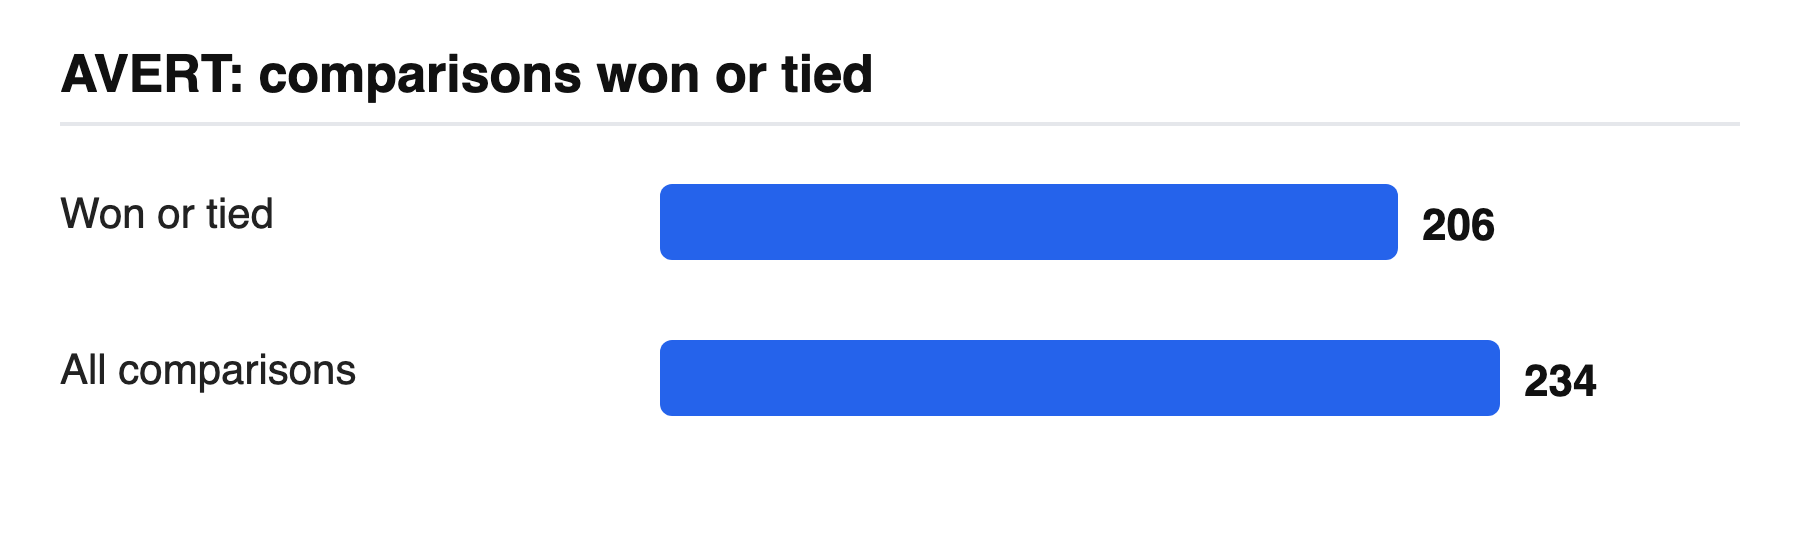 AVERT: comparisons won or tied
Won or tied
206
All comparisons
234